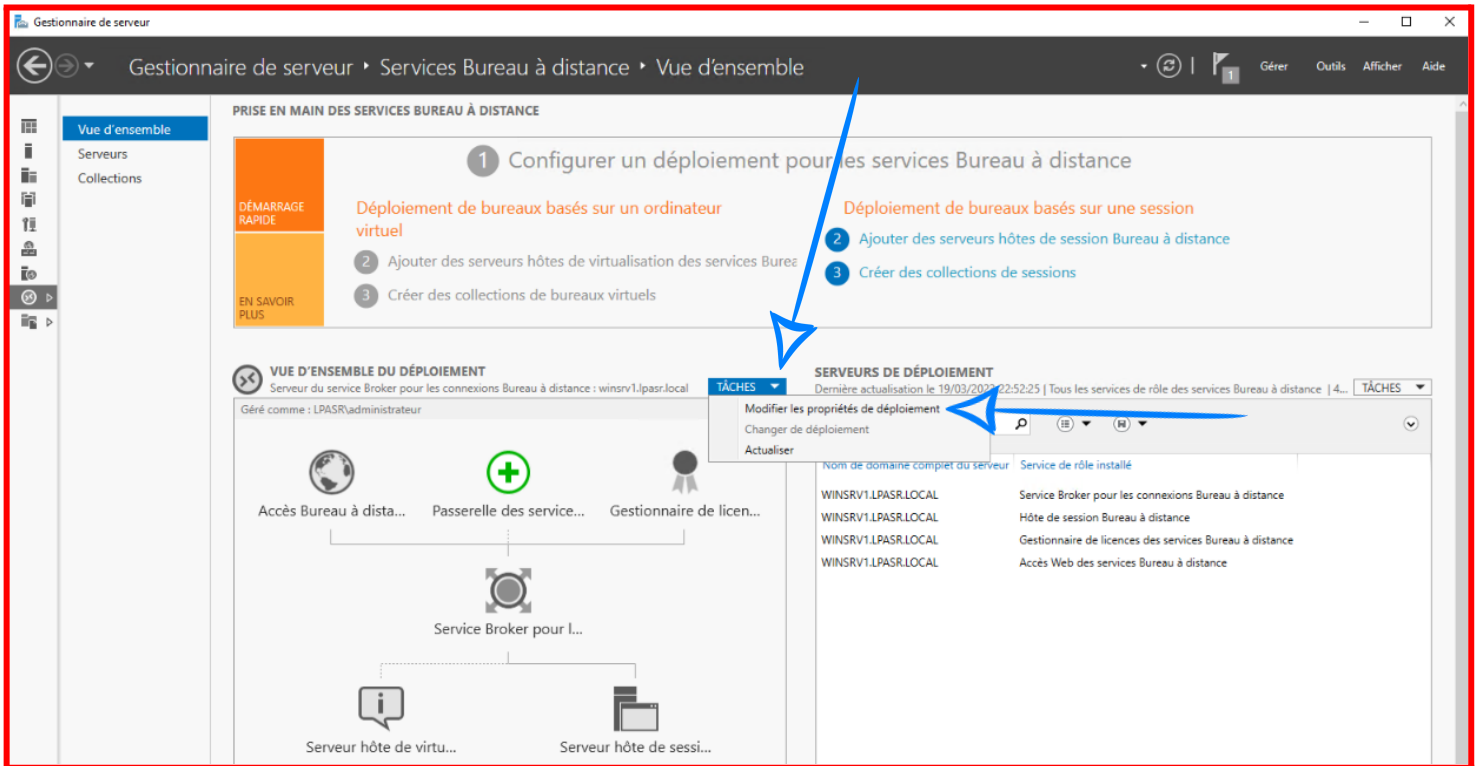 Gestionnaire de serveur
Gestionnaire de serveur • Services Bureau à distance • Vue d'ensemble
1
Gérer
Outils
Afficher
Aide
Vue d'ensemble
Serveurs
Collections
PRISE EN MAIN DES SERVICES BUREAU À DISTANCE
DÉMARRAGE
RAPIDE
EN SAVOIR
PLUS
1 Configurer un déploiement pour les services Bureau à distance
Déploiement de bureaux basés sur un ordinateur
virtuel
2 Ajouter des serveurs hôtes de virtualisation des services Burea
3 Créer des collections de bureaux virtuels
Déploiement de bureaux basés sur une session
2 Ajouter des serveurs hôtes de session Bureau à distance
3 Créer des collections de sessions
VUE D'ENSEMBLE DU DÉPLOIEMENT
Serveur du service Broker pour les connexions Bureau à distance : winsrv1.lpasr.local
TÂCHES
Géré comme : LPASR\administrateur
Modifier les propriétés de déploiement
Changer de déploiement
Actualiser
Accès Bureau à dista...
Passerelle des service...
Gestionnaire de licen...
Service Broker pour l...
Serveur hôte de virtu...
Serveur hôte de sessi...
SERVEURS DE DÉPLOIEMENT
Dernière actualisation le 19/03/2023 22:52:25 | Tous les services de rôle des services Bureau à distance | 4...
TÂCHES
Nom de domaine complet du serveur
Service de rôle installé
WINSRV1.LPASR.LOCAL Service Broker pour les connexions Bureau à distance
WINSRV1.LPASR.LOCAL Hôte de session Bureau à distance
WINSRV1.LPASR.LOCAL Gestionnaire de licences des services Bureau à distance
WINSRV1.LPASR.LOCAL Accès Web des services Bureau à distance